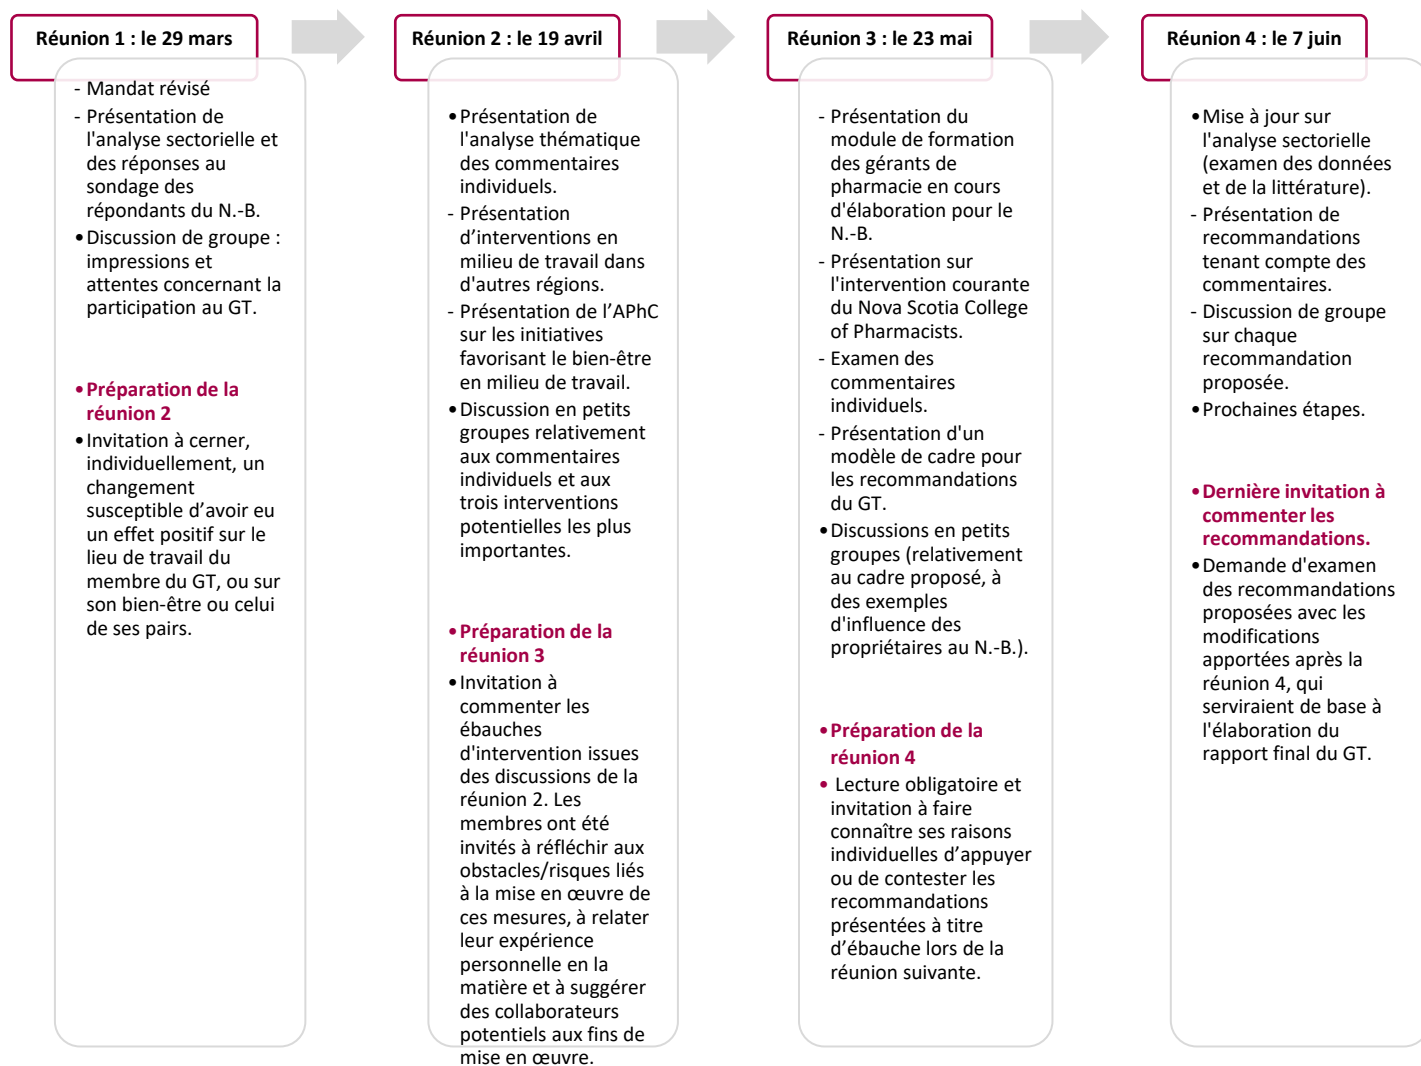 Réunion 1 : le 29 mars
- Mandat révisé
- Présentation de
l'analyse sectorielle et
des réponses au
sondage des
répondants du N.-B.
•Discussion de groupe :
impressions et
attentes concernant la
participation au GT.
•Préparation de la
réunion 2
•Invitation à cerner,
individuellement, un
changement
susceptible d’avoir eu
un effet positif sur le
lieu de travail du
membre du GT, ou sur
son bien-être ou celui
de ses pairs.
Réunion 2 : le 19 avril
•Présentation de
l'analyse thématique
des commentaires
individuels.
- Présentation
d’interventions en
milieu de travail dans
d'autres régions.
- Présentation de l’APhC
sur les initiatives
favorisant le bien-être
en milieu de travail.
•Discussion en petits
groupes relativement
aux commentaires
individuels et aux
trois interventions
potentielles les plus
importantes.
•Préparation de la
réunion 3
•Invitation à
commenter les
ébauches
d'intervention issues
des discussions de la
réunion 2. Les
membres ont été
invités à réfléchir aux
obstacles/risques liés
à la mise en œuvre de
ces mesures, à relater
leur expérience
personnelle en la
matière et à suggérer
des collaborateurs
potentiels aux fins de
mise en œuvre.
Réunion 3 : le 23 mai
- Présentation du
module de formation
des gérants de
pharmacie en cours
d'élaboration pour le
N.-B.
- Présentation sur
l'intervention courante
du Nova Scotia College
of Pharmacists.
- Examen des
commentaires
individuels.
- Présentation d'un
modèle de cadre pour
les recommandations
du GT.
•Discussions en petits
groupes (relativement
au cadre proposé, à
des exemples
d'influence des
propriétaires au N.-B.).
•Préparation de la
réunion 4
• Lecture obligatoire et
invitation à faire
connaître ses raisons
individuelles d’appuyer
ou de contester les
recommandations
présentées à titre
d’ébauche lors de la
réunion suivante.
Réunion 4 : le 7 juin
•Mise à jour sur
l'analyse sectorielle
(examen des données
et de la littérature).
- Présentation de
recommandations
tenant compte des
commentaires.
- Discussion de groupe
sur chaque
recommandation
proposée.
•Prochaines étapes.
•Dernière invitation à
commenter les
recommandations.
•Demande d'examen
des recommandations
proposées avec les
modifications
apportées après la
réunion 4, qui
serviraient de base à
l'élaboration du
rapport final du GT.